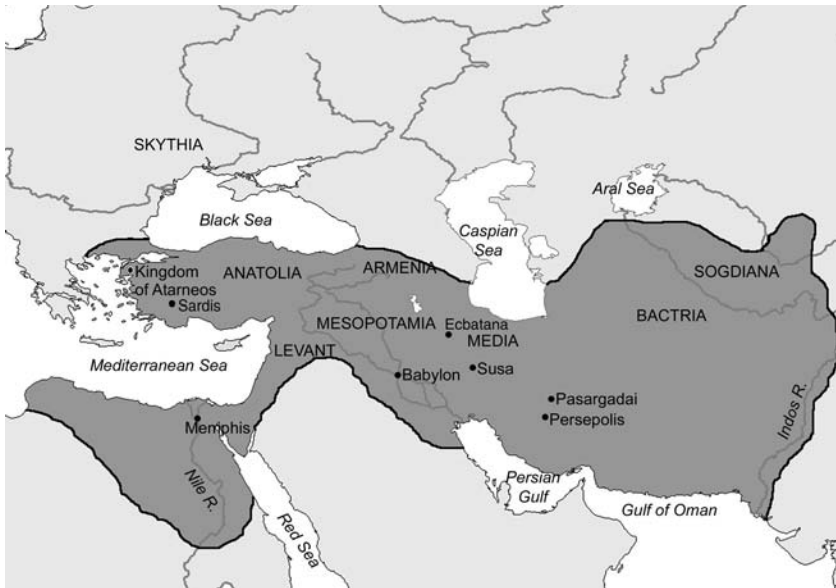 SKYTHIA
Black Sea
Aral Sea
Caspian
Sea
Kingdom
of Atarneos
Sardis
ANATOLIA
ARMENIA
SOGDIANA
MESOPOTAMIA
Ecbatana
MEDIA
BACTRIA
LEVANT
Mediterranean Sea
Babylon
Susa
Pasargadai
Persepolis
Memphis
Indos R.
Nile R.
Persian
Gulf
Gulf of Oman
Red Sea